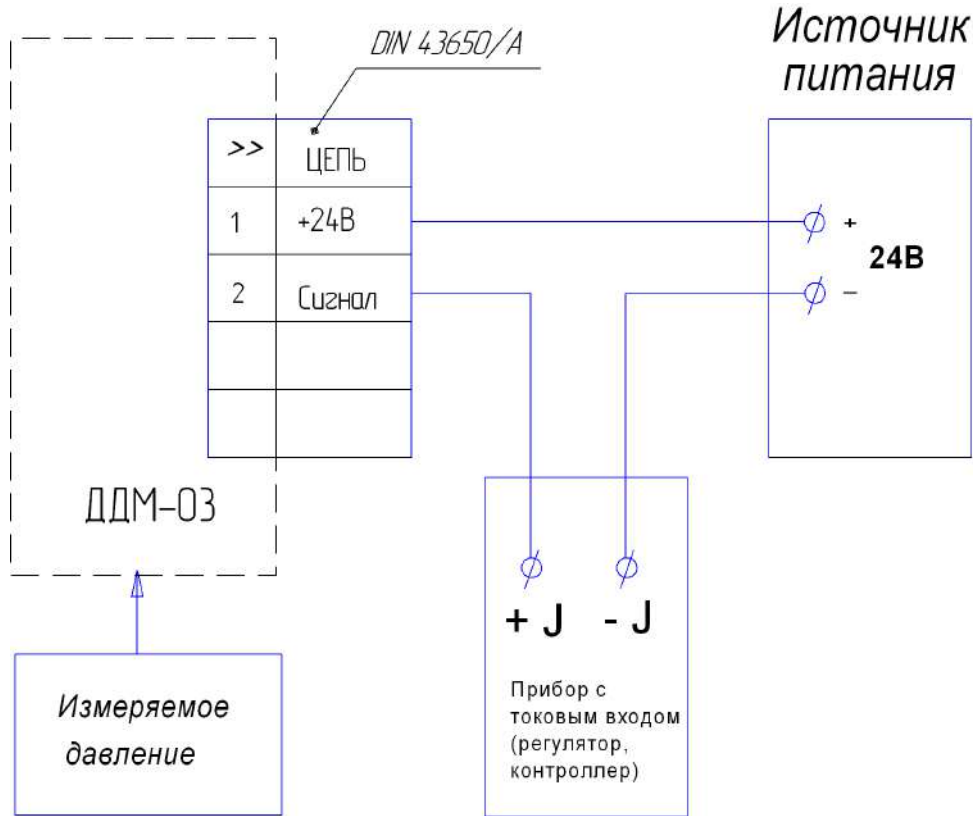 DIN 43650/A
Источник
питания
>> ЦЕПЬ
1 +24В
2 Сигнал
+
24В
–
ДДМ-03
+ J - J
Прибор с
токовым входом
(регулятор,
контроллер)
Измеряемое
давление